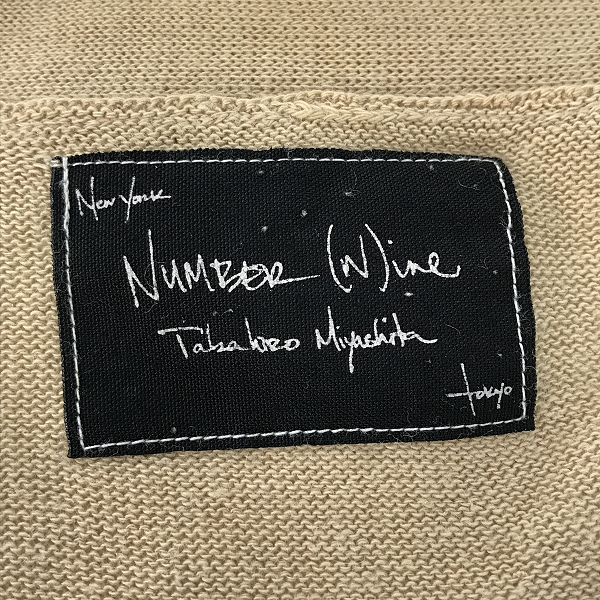 New York
NUMBER (N)ine
Takahiro Miyashita
tokyo